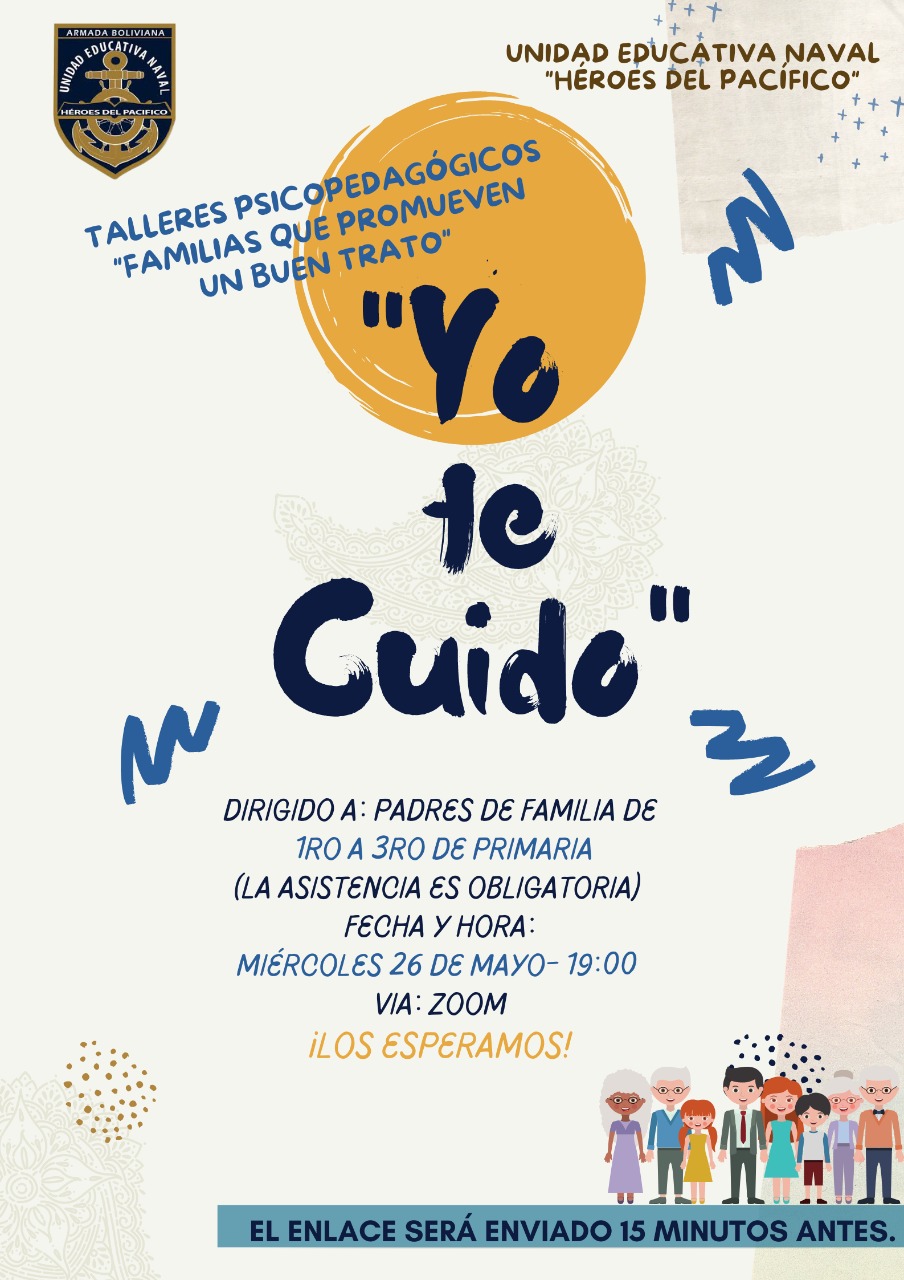 ARMADA BOLIVIANA
UNIDAD EDUCATIVA NAVAL
HÉROES DEL PACIFICO
UNIDAD EDUCATIVA NAVAL
"HÉROES DEL PACÍFICO"
TALLERES PSICOPEDAGÓGICOS
"FAMILIAS QUE PROMUEVEN
UN BUEN TRATO"
"Yo
te
Cuido"
DIRIGIDO A: PADRES DE FAMILIA DE
1RO A 3RO DE PRIMARIA
(LA ASISTENCIA ES OBLIGATORIA)
FECHA Y HORA:
MIÉRCOLES 26 DE MAYO- 19:00
VIA: ZOOM
¡LOS ESPERAMOS!
EL ENLACE SERÁ ENVIADO 15 MINUTOS ANTES.